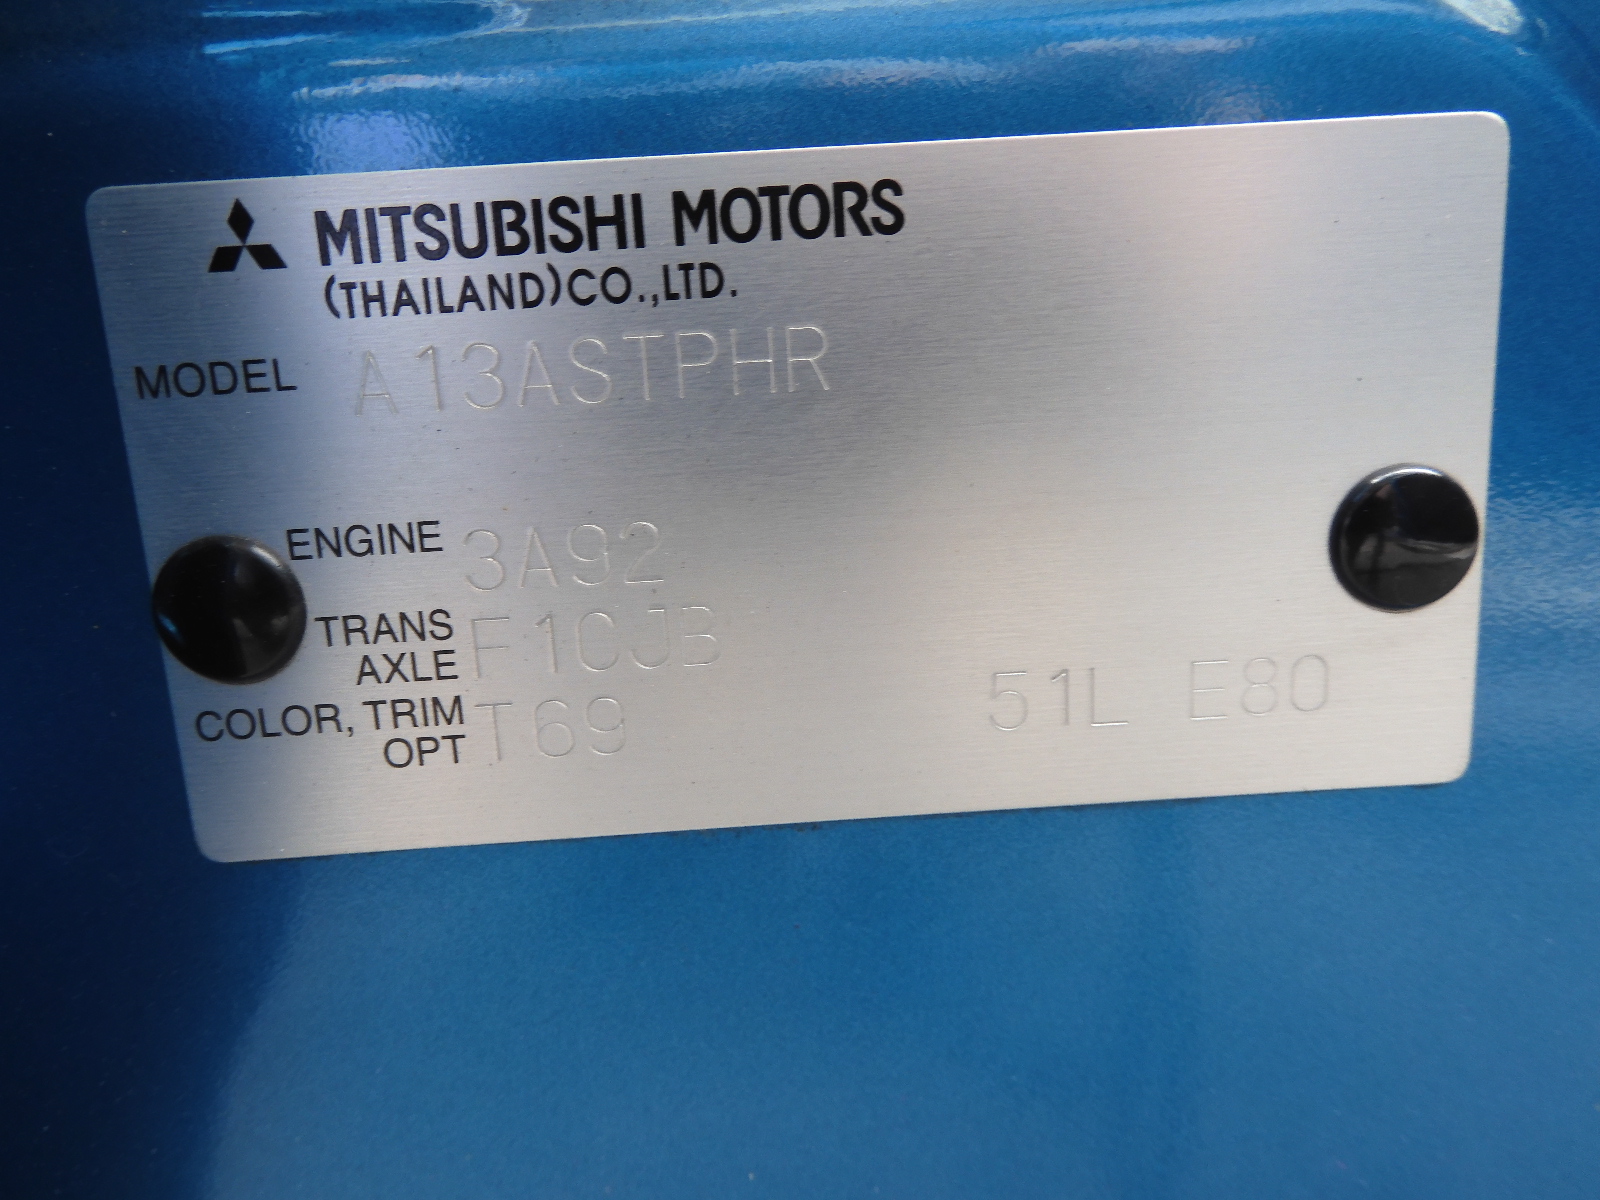 MITSUBISHI MOTORS
(THAILAND)CO.,LTD.
MODEL A13ASTPHR
ENGINE 3A92
TRANS AXLE F1CJB
COLOR, TRIM OPT T69 51L E80